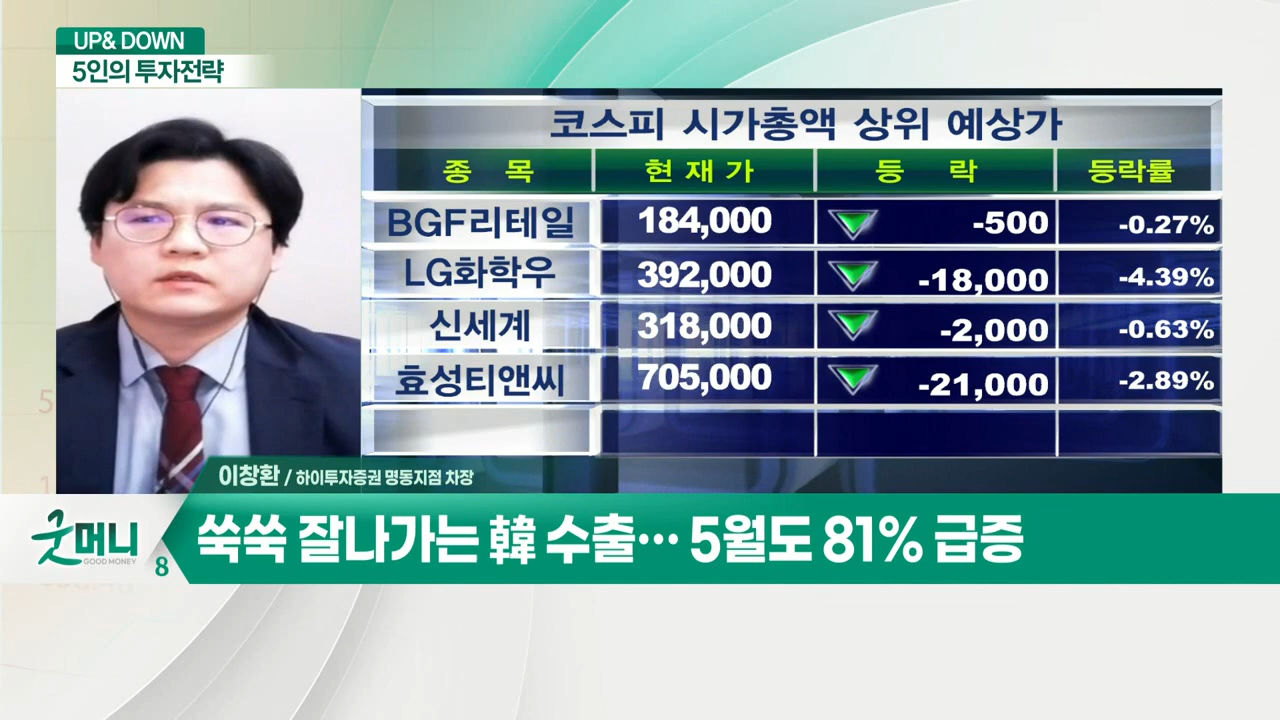 UP& DOWN
5인의 투자전략
코스피 시가총액 상위 예상가
종 목 현 재 가 등 락 등락률
BGF리테일 184,000 -500 -0.27%
LG화학우 392,000 -18,000 -4.39%
신세계 318,000 -2,000 -0.63%
효성티앤씨 705,000 -21,000 -2.89%
이창환 / 하이투자증권 명동지점 차장
굿머니
GOOD MONEY
8
쑥쑥 잘나가는 韓 수출… 5월도 81% 급증